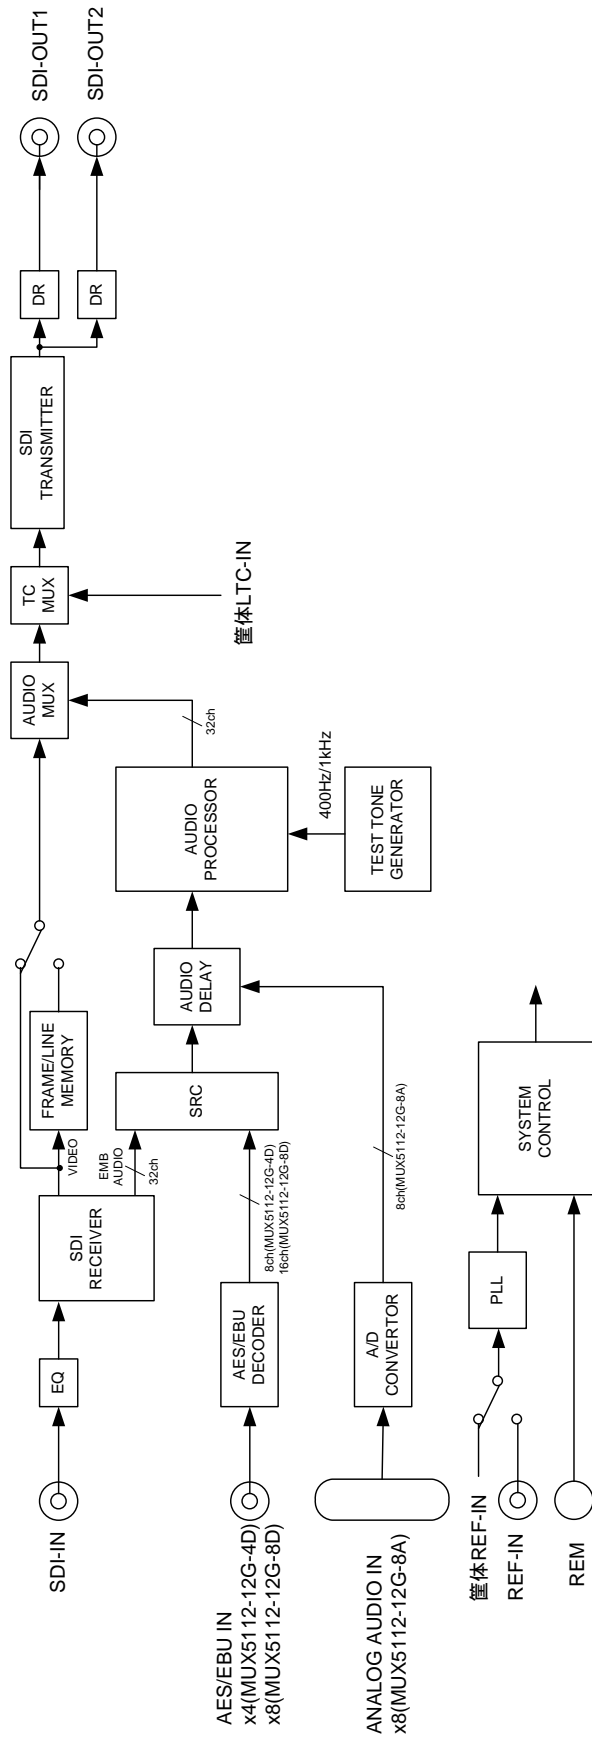 SDI-IN
EQ
SDI
RECEIVER
VIDEO
EMB
AUDIO
32ch
FRAME/LINE
MEMORY
AUDIO
MUX
TC
MUX
SDI
TRANSMITTER
DR
DR
SDI-OUT1
SDI-OUT2
AES/EBU IN
x4(MUX5112-12G-4D)
x8(MUX5112-12G-8D)
AES/EBU
DECODER
8ch(MUX5112-12G-4D)
16ch(MUX5112-12G-8D)
SRC
AUDIO
DELAY
AUDIO
PROCESSOR
32ch
筐体LTC-IN
400Hz/1kHz
TEST TONE
GENERATOR
ANALOG AUDIO IN
x8(MUX5112-12G-8A)
A/D
CONVERTOR
8ch(MUX5112-12G-8A)
筐体REF-IN
REF-IN
PLL
REM
SYSTEM
CONTROL